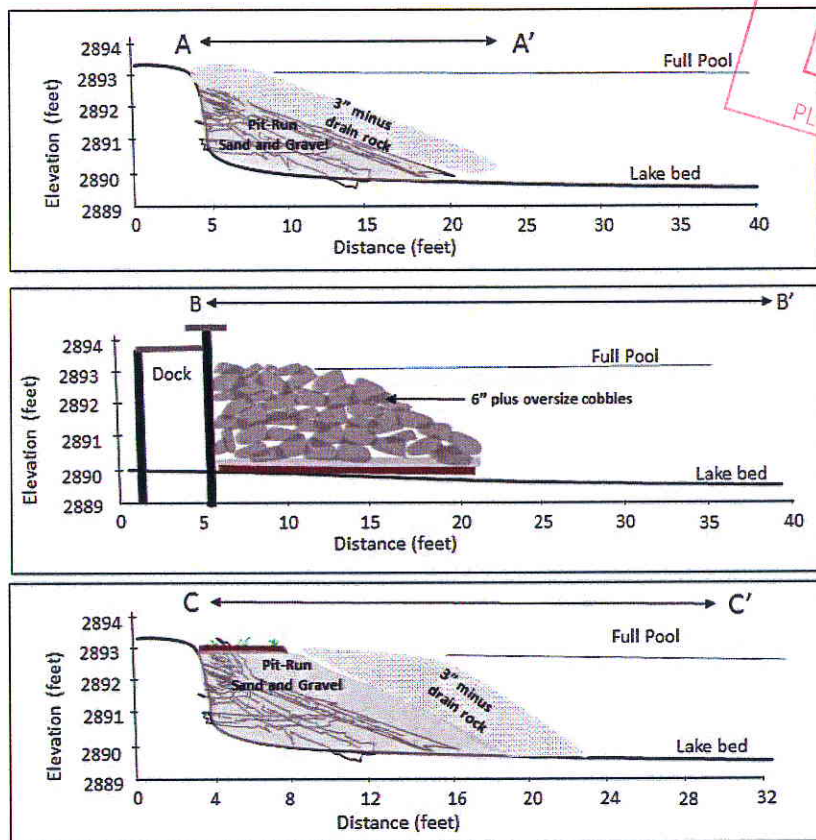 A A'
2894
2893
2892
2891
2890
2889
Elevation (feet)
Full Pool
3" minus
drain rock
Pit-Run
Sand and Gravel
Lake bed
0 5 10 15 20 25 30 35 40
Distance (feet)
PL
B B'
2894
2893
2892
2891
2890
2889
Elevation (feet)
Dock
Full Pool
6" plus oversize cobbles
Lake bed
0 5 10 15 20 25 30 35 40
Distance (feet)
C C'
2894
2893
2892
2891
2890
2889
Elevation (feet)
Full Pool
Pit-Run
Sand and Gravel
3" minus
drain rock
Lake bed
0 4 8 12 16 20 24 28 32
Distance (feet)